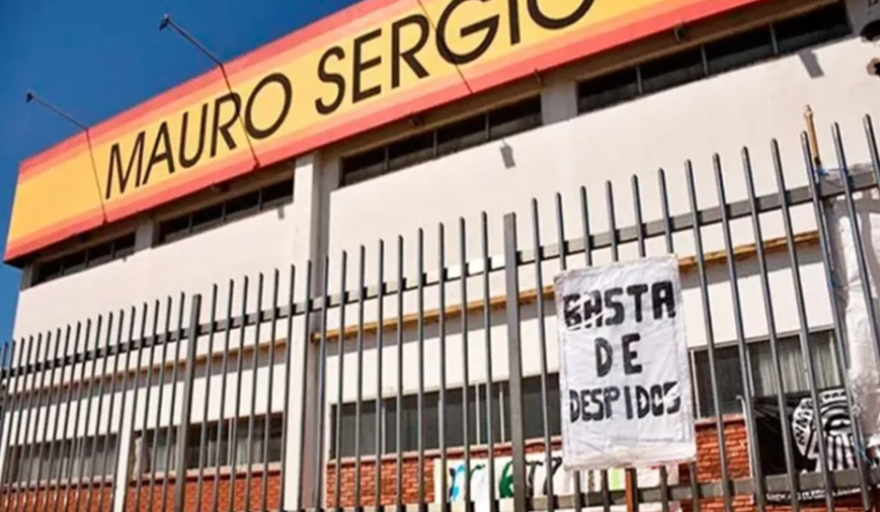 MAURO SERGIO
BASTA
DE
DESPIDOS